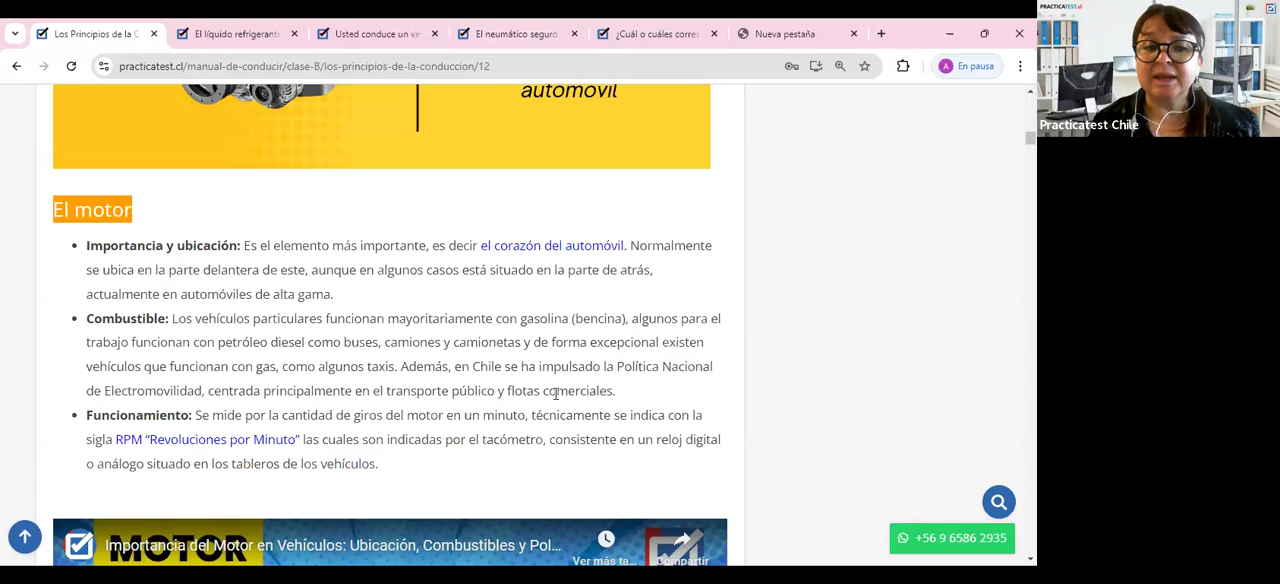 Los Principios de la C
El líquido refrigerante
Usted conduce un ve
El neumático seguro
¿Cuál o cuáles corres
Nueva pestaña
practicatest.cl/manual-de-conducir/clase-B/los-principios-de-la-conduccion/12
A
En pausa
PRACTICATEST.cl
Practicatest Chile
automóvil
El motor
Importancia y ubicación: Es el elemento más importante, es decir el corazón del automóvil. Normalmente
se ubica en la parte delantera de este, aunque en algunos casos está situado en la parte de atrás,
actualmente en automóviles de alta gama.
Combustible: Los vehículos particulares funcionan mayoritariamente con gasolina (bencina), algunos para el
trabajo funcionan con petróleo diesel como buses, camiones y camionetas y de forma excepcional existen
vehículos que funcionan con gas, como algunos taxis. Además, en Chile se ha impulsado la Política Nacional
de Electromovilidad, centrada principalmente en el transporte público y flotas comerciales.
Funcionamiento: Se mide por la cantidad de giros del motor en un minuto, técnicamente se indica con la
sigla RPM “Revoluciones por Minuto” las cuales son indicadas por el tacómetro, consistente en un reloj digital
o análogo situado en los tableros de los vehículos.
+56 9 6586 2935
MOTOR
Importancia del Motor en Vehículos: Ubicación, Combustibles y Pol...
Ver más ta...
Compartir